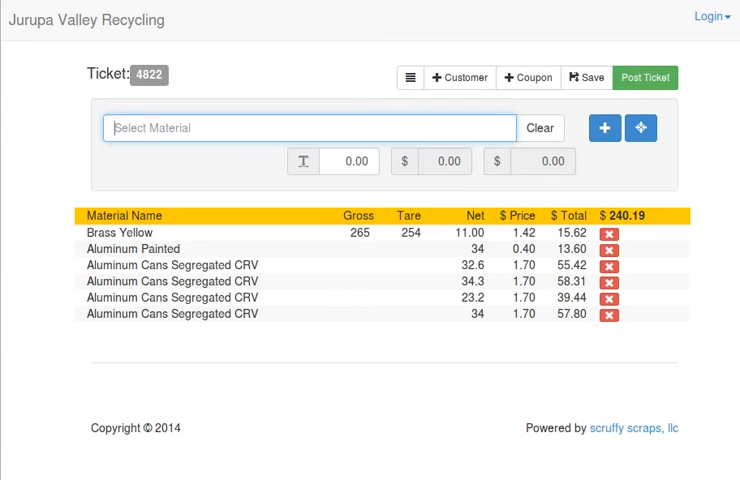 Jurupa Valley Recycling Login
Ticket: 4822 Customer Coupon Save Post Ticket
Select Material Clear
T 0.00 $ 0.00 $ 0.00
Material Name Gross Tare Net $ Price $ Total $ 240.19
Brass Yellow 265 254 11.00 1.42 15.62
Aluminum Painted 34 0.40 13.60
Aluminum Cans Segregated CRV 32.6 1.70 55.42
Aluminum Cans Segregated CRV 34.3 1.70 58.31
Aluminum Cans Segregated CRV 23.2 1.70 39.44
Aluminum Cans Segregated CRV 34 1.70 57.80
Copyright © 2014 Powered by scruffy scraps, llc